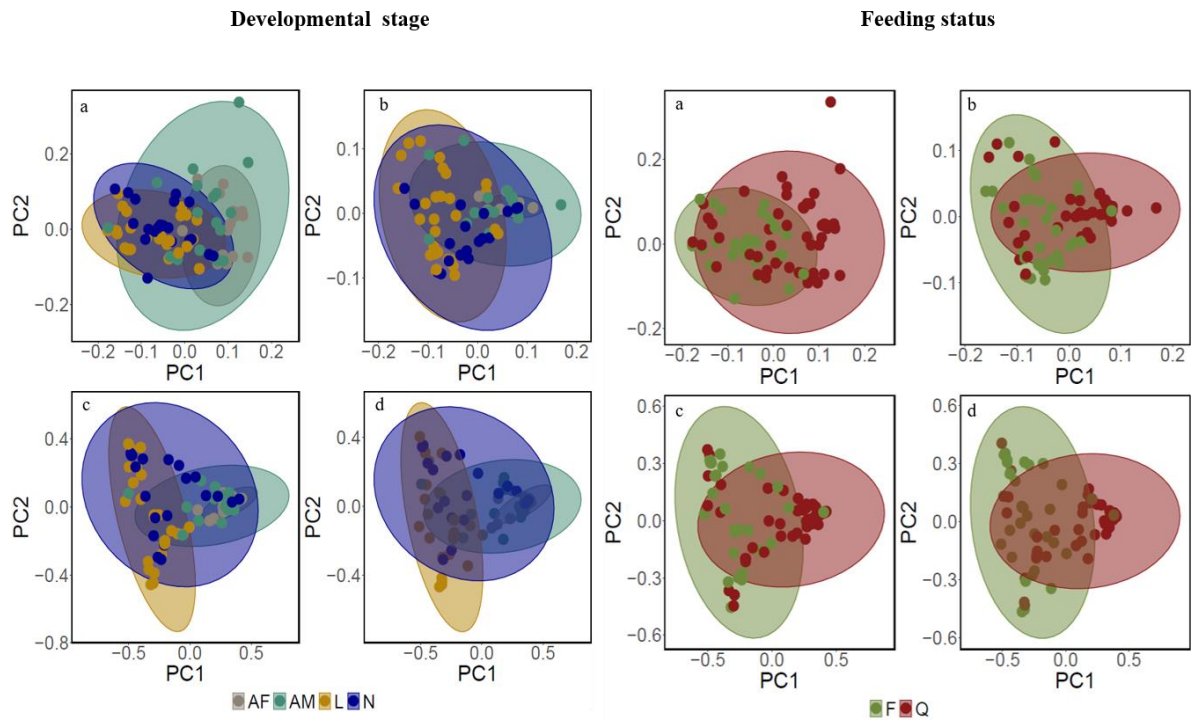 Developmental stage
Feeding status
a
0.2
0.0
−0.2
PC2
−0.2 −0.1 0.0 0.1 0.2
PC1
b
0.1
0.0
−0.1
PC2
−0.2 −0.1 0.0 0.1 0.2
PC1
a
0.2
0.0
−0.2
PC2
−0.2 −0.1 0.0 0.1 0.2
PC1
b
0.1
0.0
−0.1
PC2
−0.2 −0.1 0.0 0.1 0.2
PC1
c
0.4
0.0
−0.4
−0.8
PC2
−0.5 0.0 0.5
PC1
d
0.4
0.0
−0.4
PC2
−0.5 0.0 0.5
PC1
c
0.6
0.3
0.0
−0.3
−0.6
PC2
−0.5 0.0 0.5
PC1
d
0.6
0.3
0.0
−0.3
−0.6
PC2
−0.5 0.0 0.5
PC1
AF AM L N
F Q